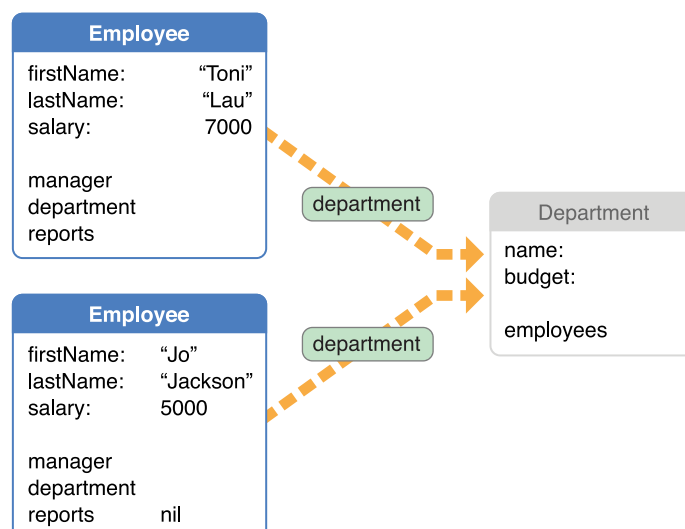 Employee
firstName: “Toni”
lastName: “Lau”
salary: 7000
manager
department
reports
department
Department
name:
budget:
employees
Employee
firstName: “Jo”
lastName: “Jackson”
salary: 5000
manager
department
reports nil
department